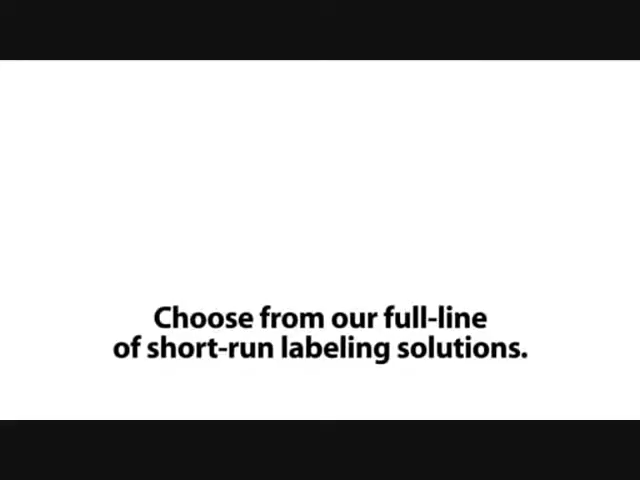 Choose from our full-line
of short-run labeling solutions.